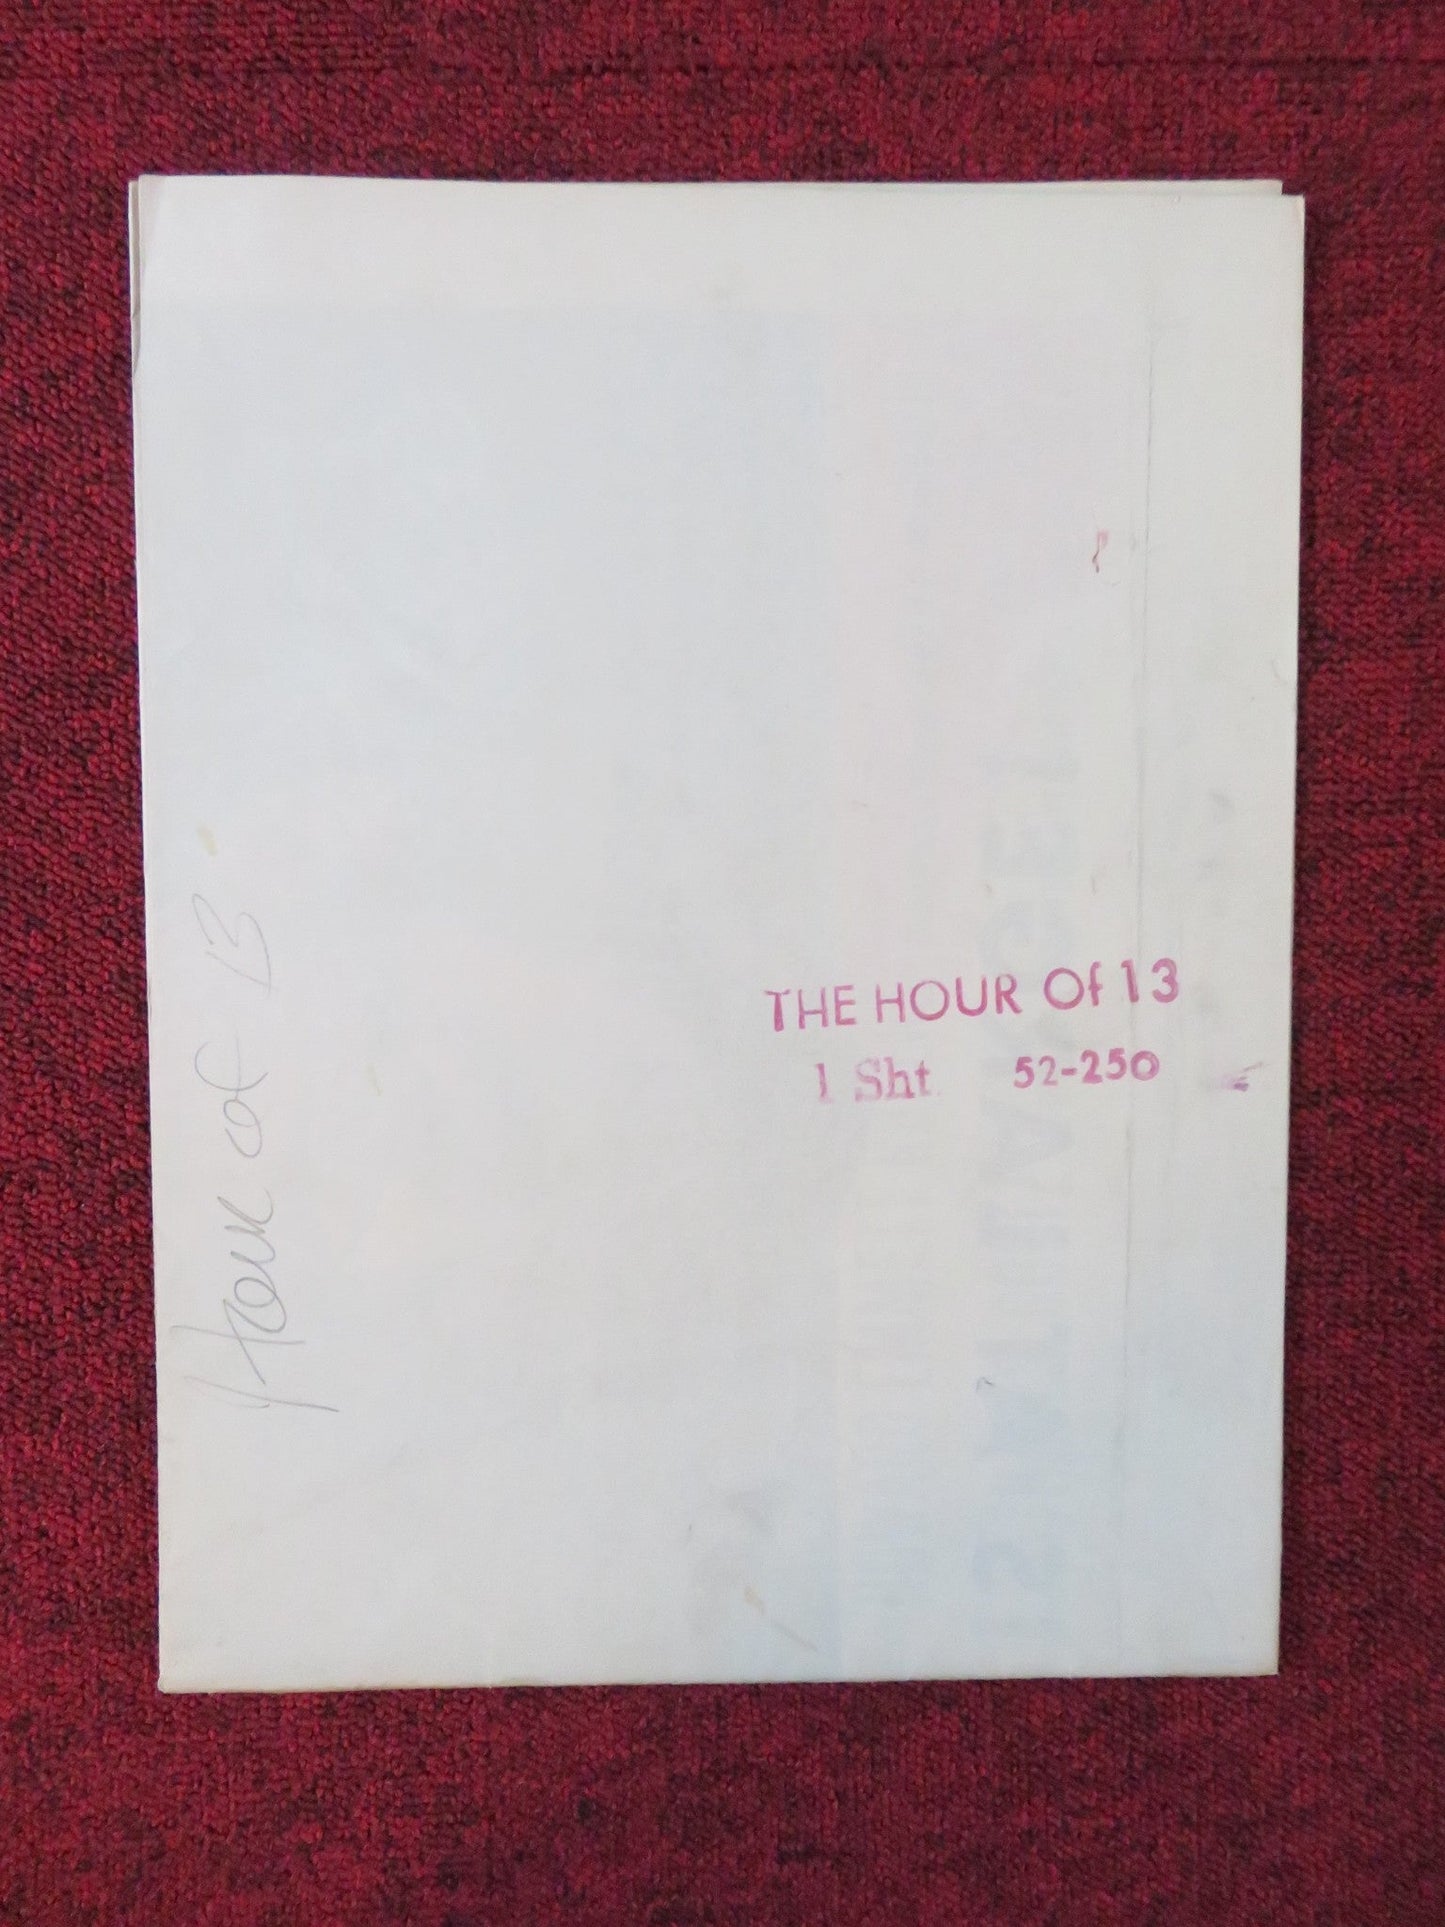 THE HOUR Of 13
1 Sht. 52-250
Hour of 13